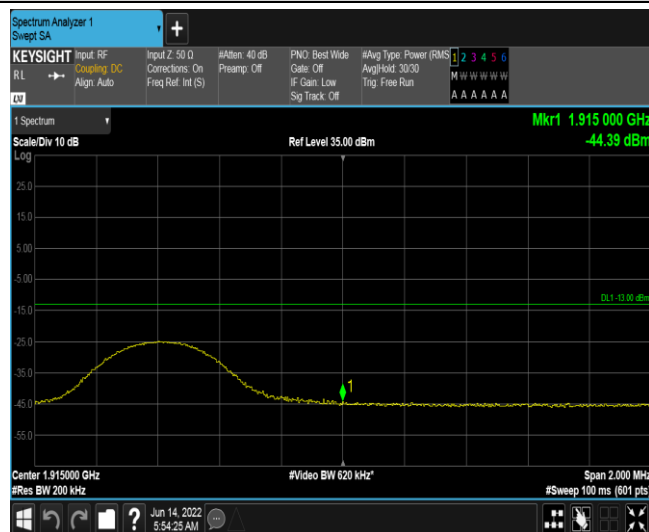 Spectrum Analyzer 1
Swept SA
+
KEYSIGHT
RL
LXI
Input: RF
Coupling: DC
Align: Auto
Input Z: 50 Ω
Corrections: On
Freq Ref: Int (S)
#Atten: 40 dB
Preamp: Off
PNO: Best Wide
Gate: Off
IF Gain: Low
Sig Track: Off
#Avg Type: Power (RMS
Avg|Hold: 30/30
Trig: Free Run
1 2 3 4 5 6
M W W W W W
A A A A A A
1 Spectrum
Mkr1 1.915 000 GHz
Scale/Div 10 dB
Ref Level 35.00 dBm
-44.39 dBm
Log
25.0
15.0
5.00
-5.00
DL1 -13.00 dBm
-15.0
-25.0
-35.0
1
-45.0
-55.0
Center 1.915000 GHz
#Video BW 620 kHz*
Span 2.000 MHz
#Res BW 200 kHz
#Sweep 100 ms (601 pts)
?
Jun 14, 2022
5:54:25 AM